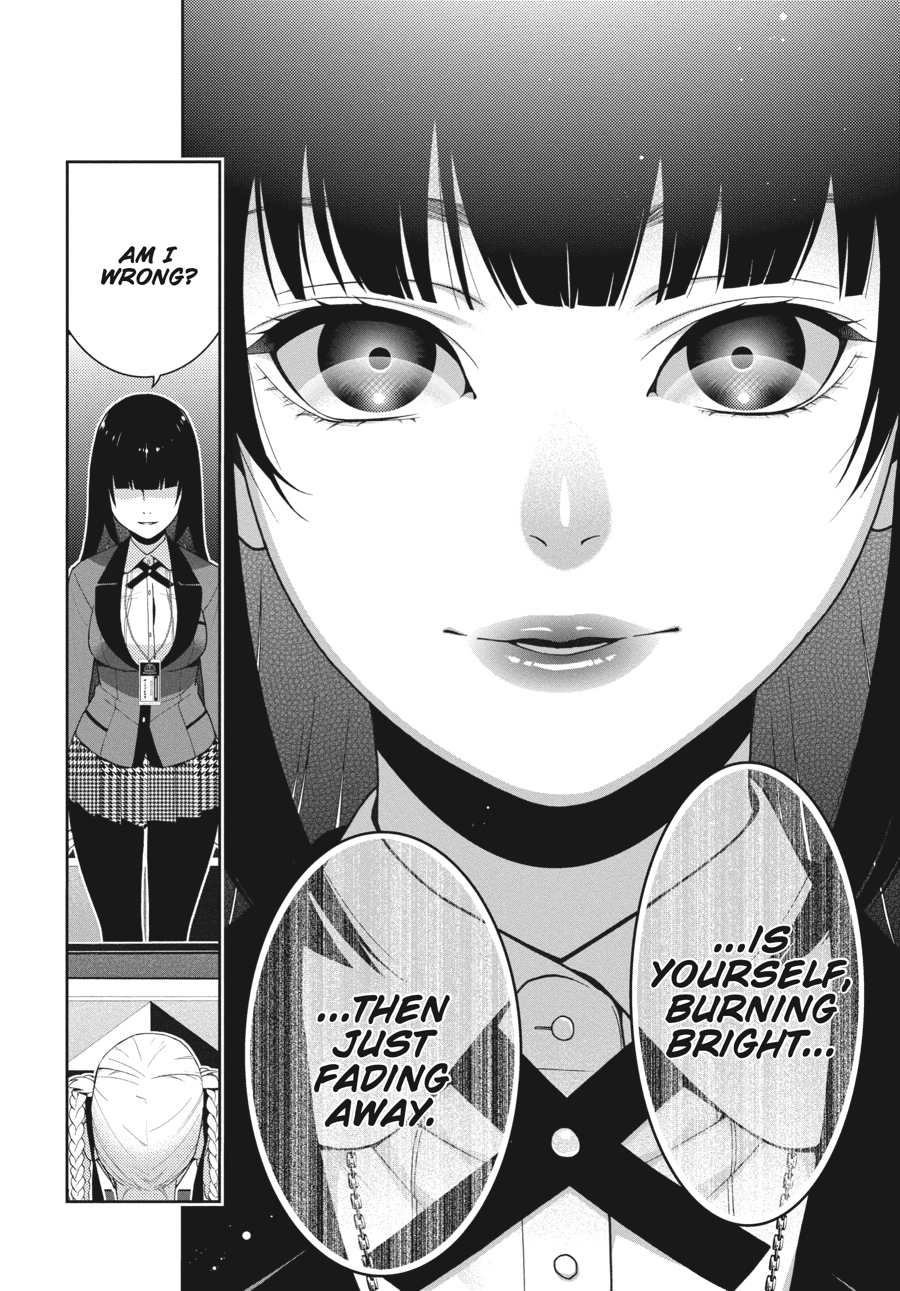 ...IS
YOURSELF,
BURNING
BRIGHT...
...THEN
JUST
FADING
AWAY.
AM I
WRONG?